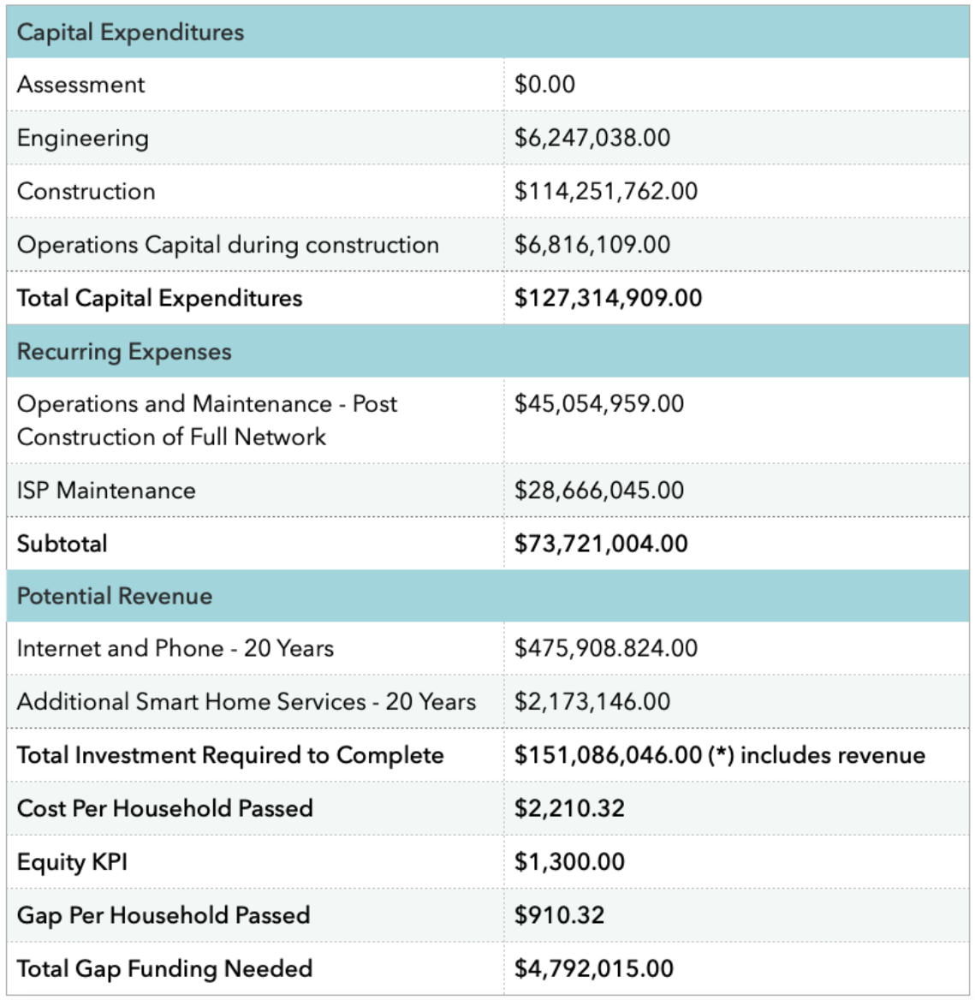 Capital Expenditures
Assessment $0.00
Engineering $6,247,038.00
Construction $114,251,762.00
Operations Capital during construction $6,816,109.00
Total Capital Expenditures $127,314,909.00
Recurring Expenses
Operations and Maintenance - Post $45,054,959.00
Construction of Full Network
ISP Maintenance $28,666,045.00
Subtotal $73,721,004.00
Potential Revenue
Internet and Phone - 20 Years $475,908.824.00
Additional Smart Home Services - 20 Years $2,173,146.00
Total Investment Required to Complete $151,086,046.00 (*) includes revenue
Cost Per Household Passed $2,210.32
Equity KPI $1,300.00
Gap Per Household Passed $910.32
Total Gap Funding Needed $4,792,015.00